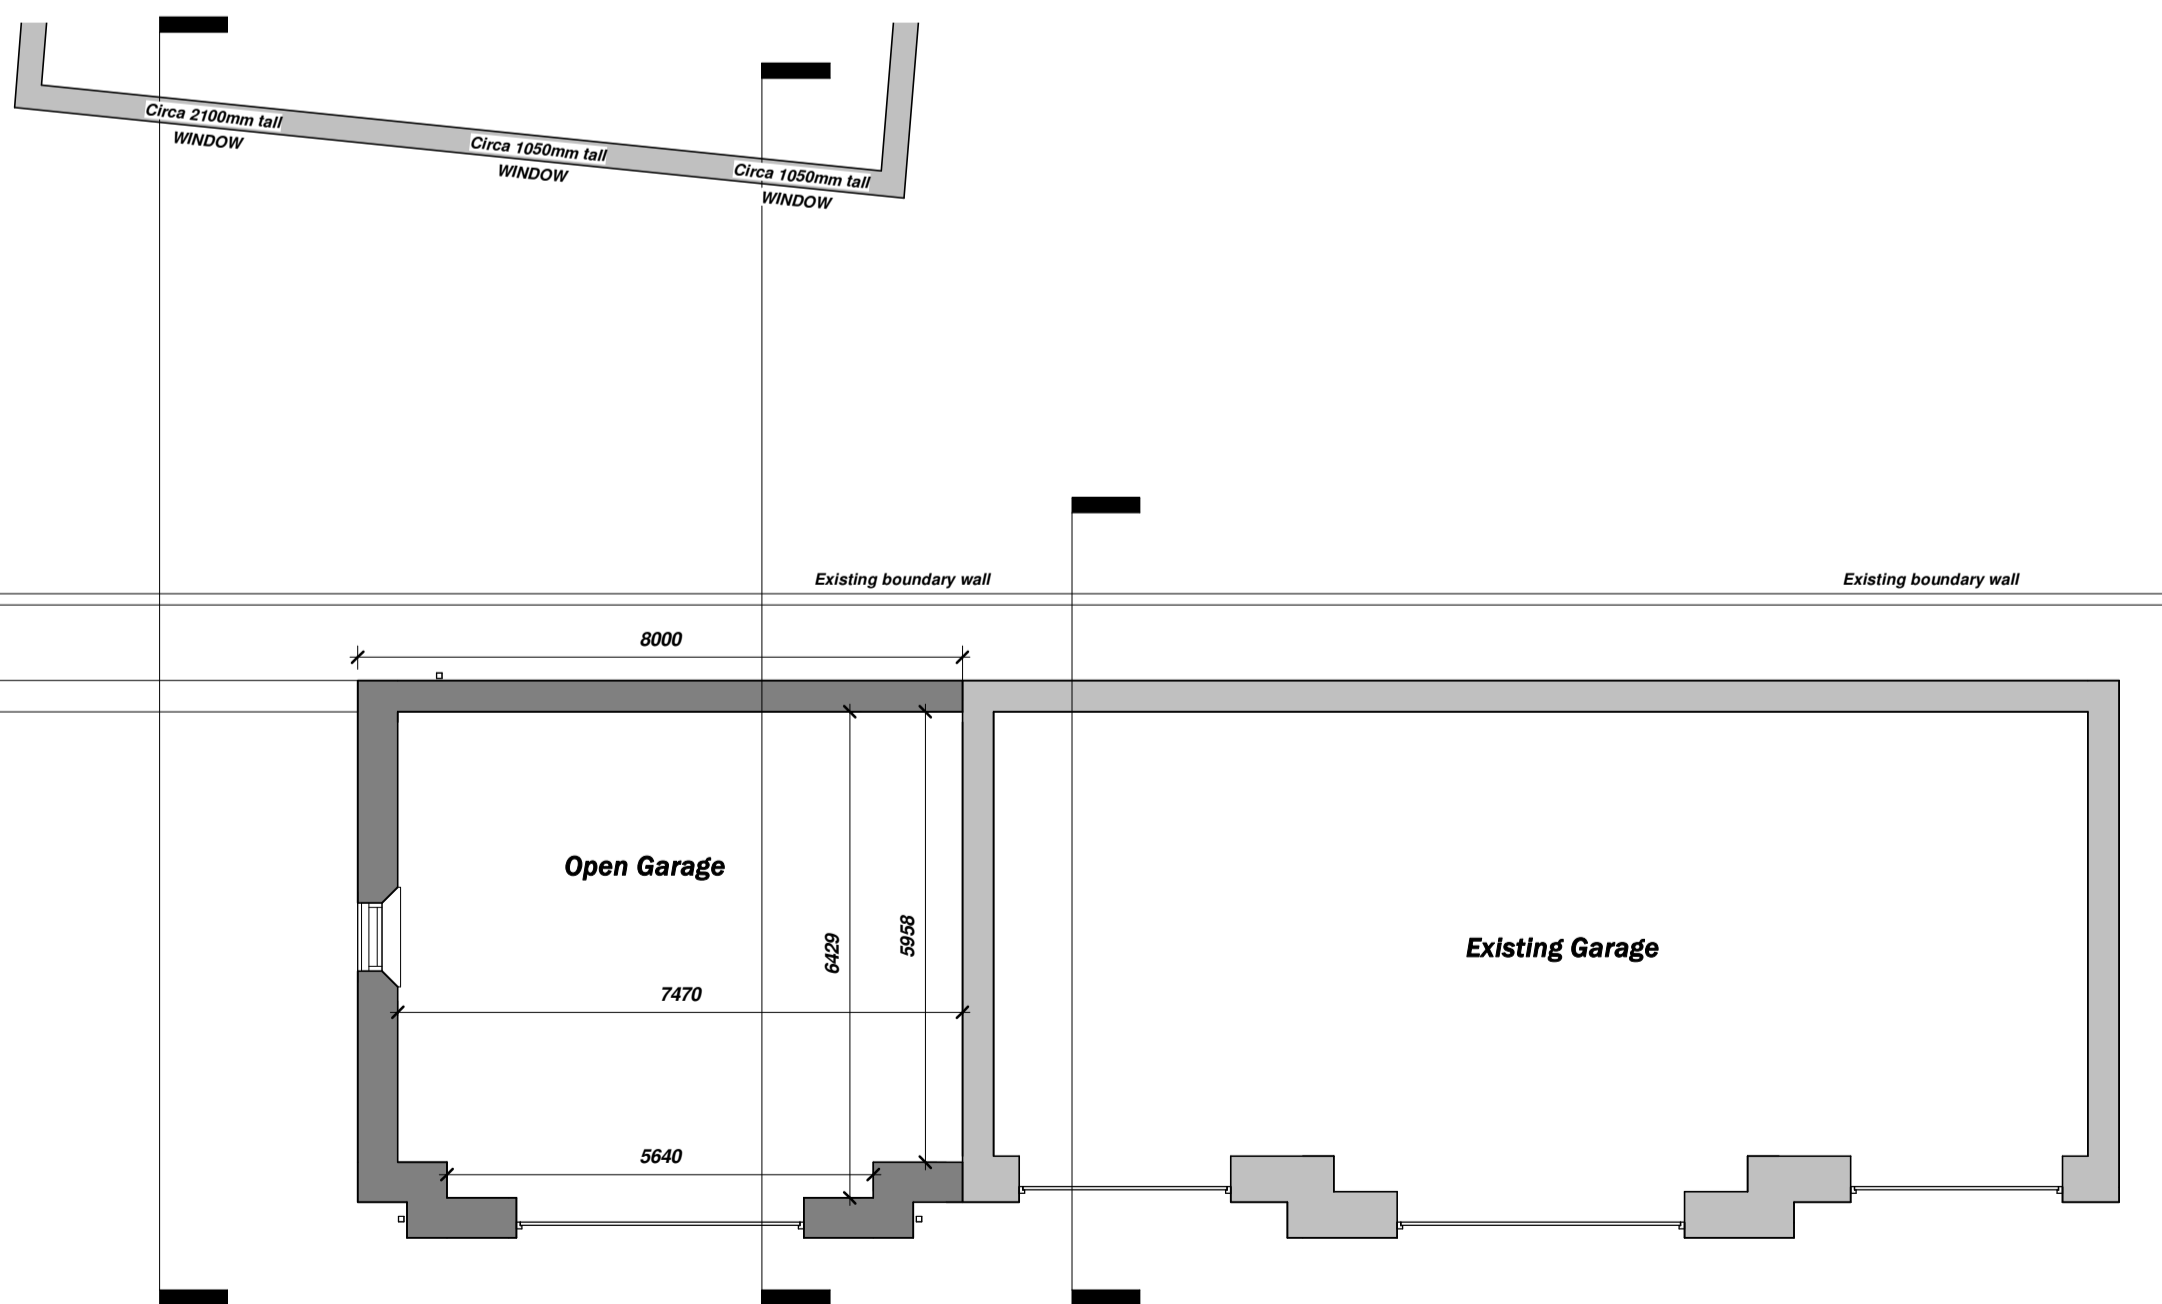 Circa 2100mm tall
WINDOW
Circa 1050mm tall
WINDOW
Circa 1050mm tall
WINDOW
Existing boundary wall
Existing boundary wall
8000
Open Garage
6429
5958
Existing Garage
7470
5640